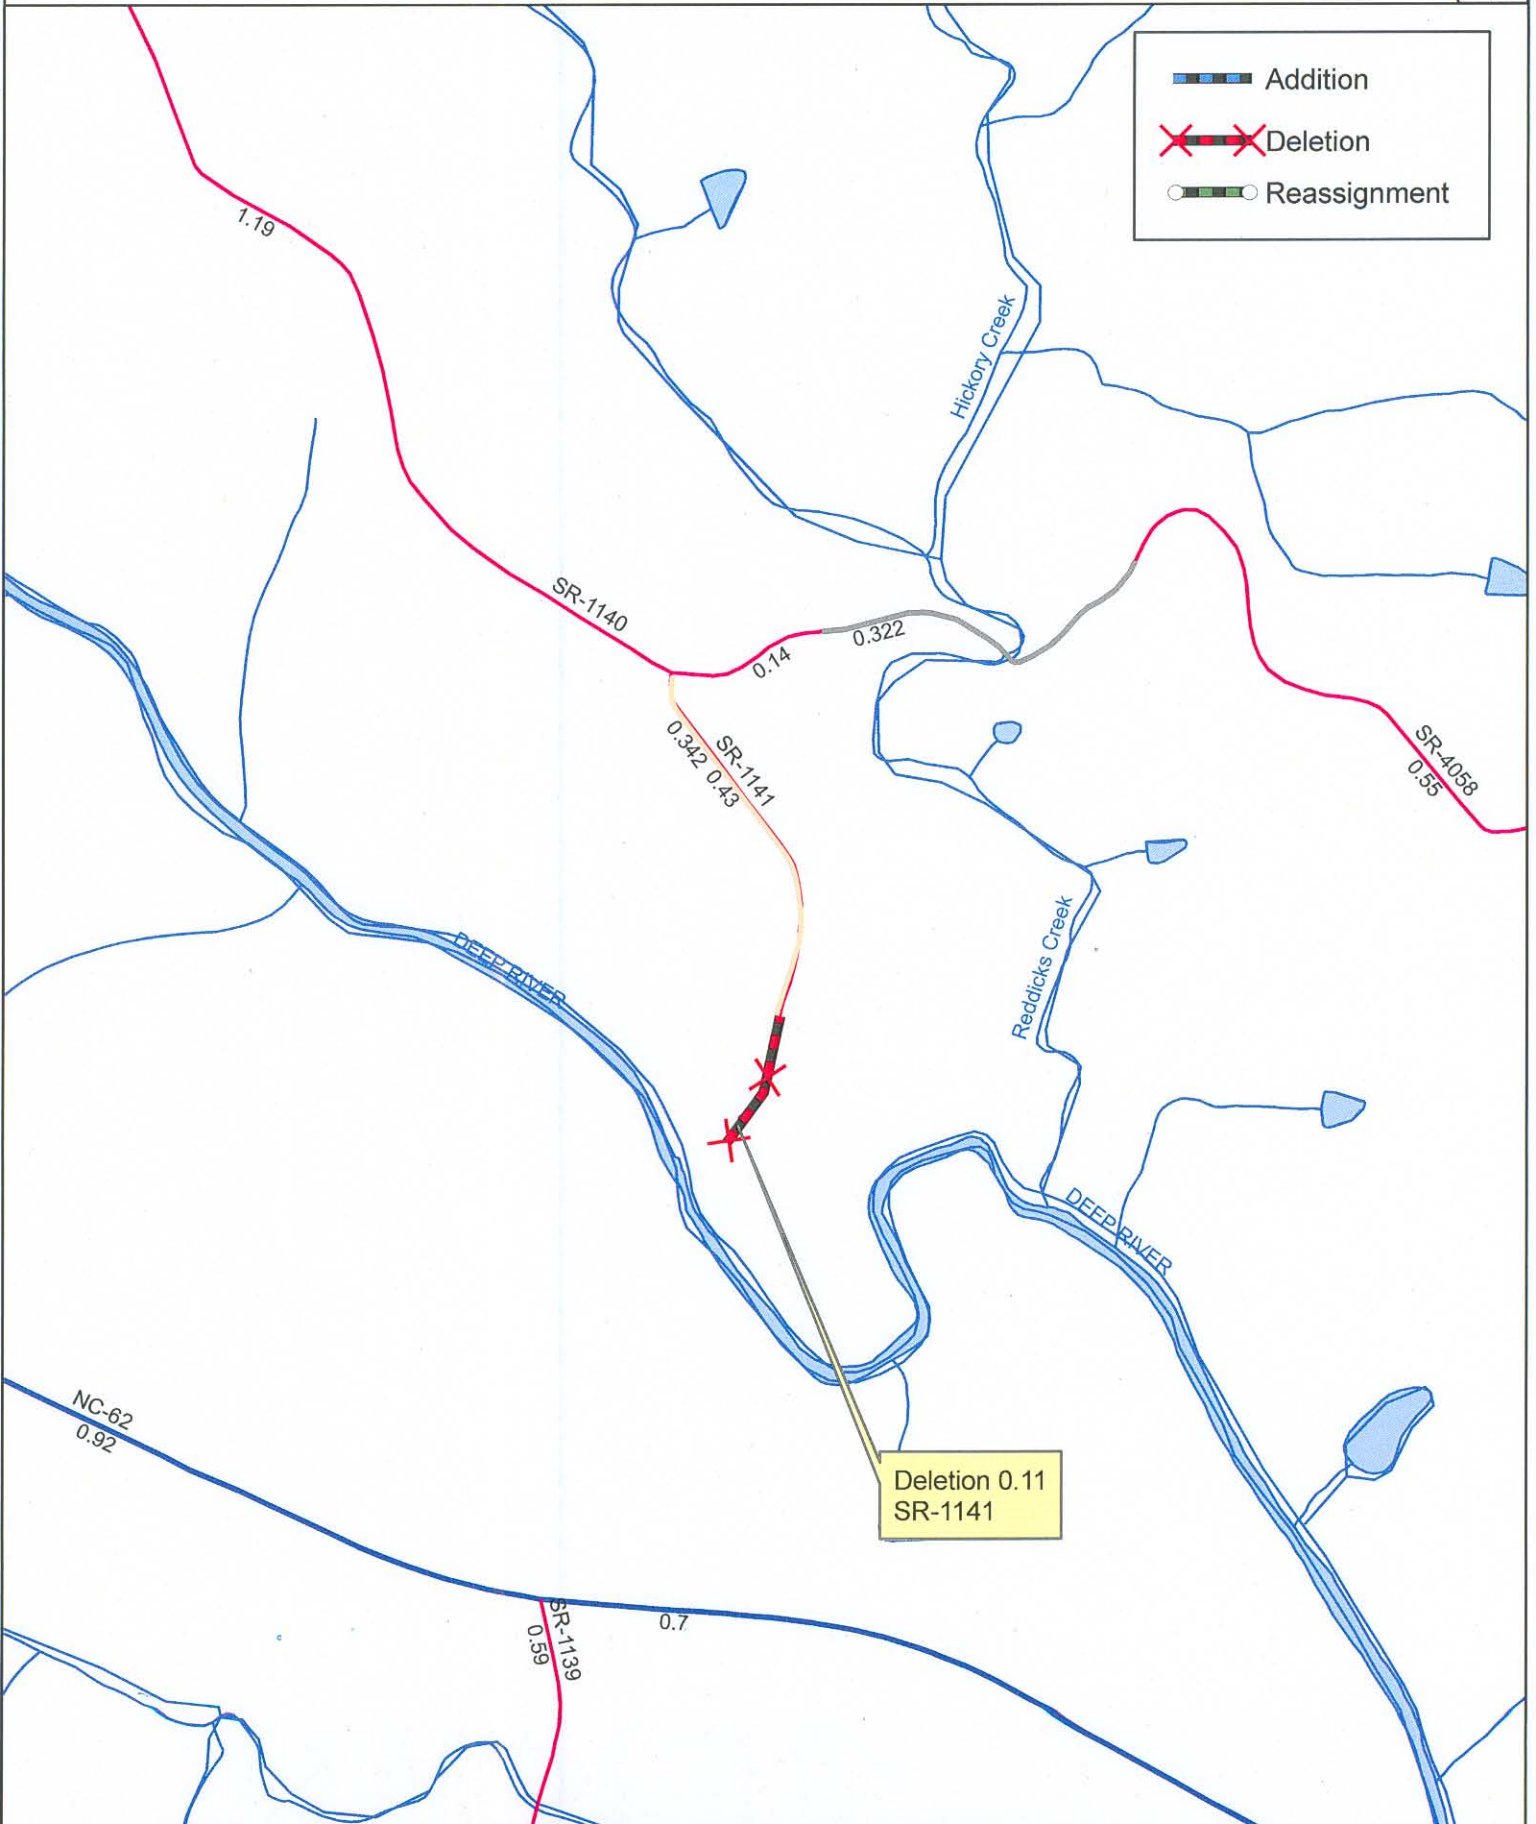 Addition
Deletion
Reassignment
1.19
Hickory Creek
SR-1140
0.322
0.14
SR-1141
0.342 0.43
SR-4058
0.55
Reddicks Creek
DEEP RIVER
DEEP RIVER
NC-62
0.92
Deletion 0.11
SR-1141
SR-1139
0.59
0.7